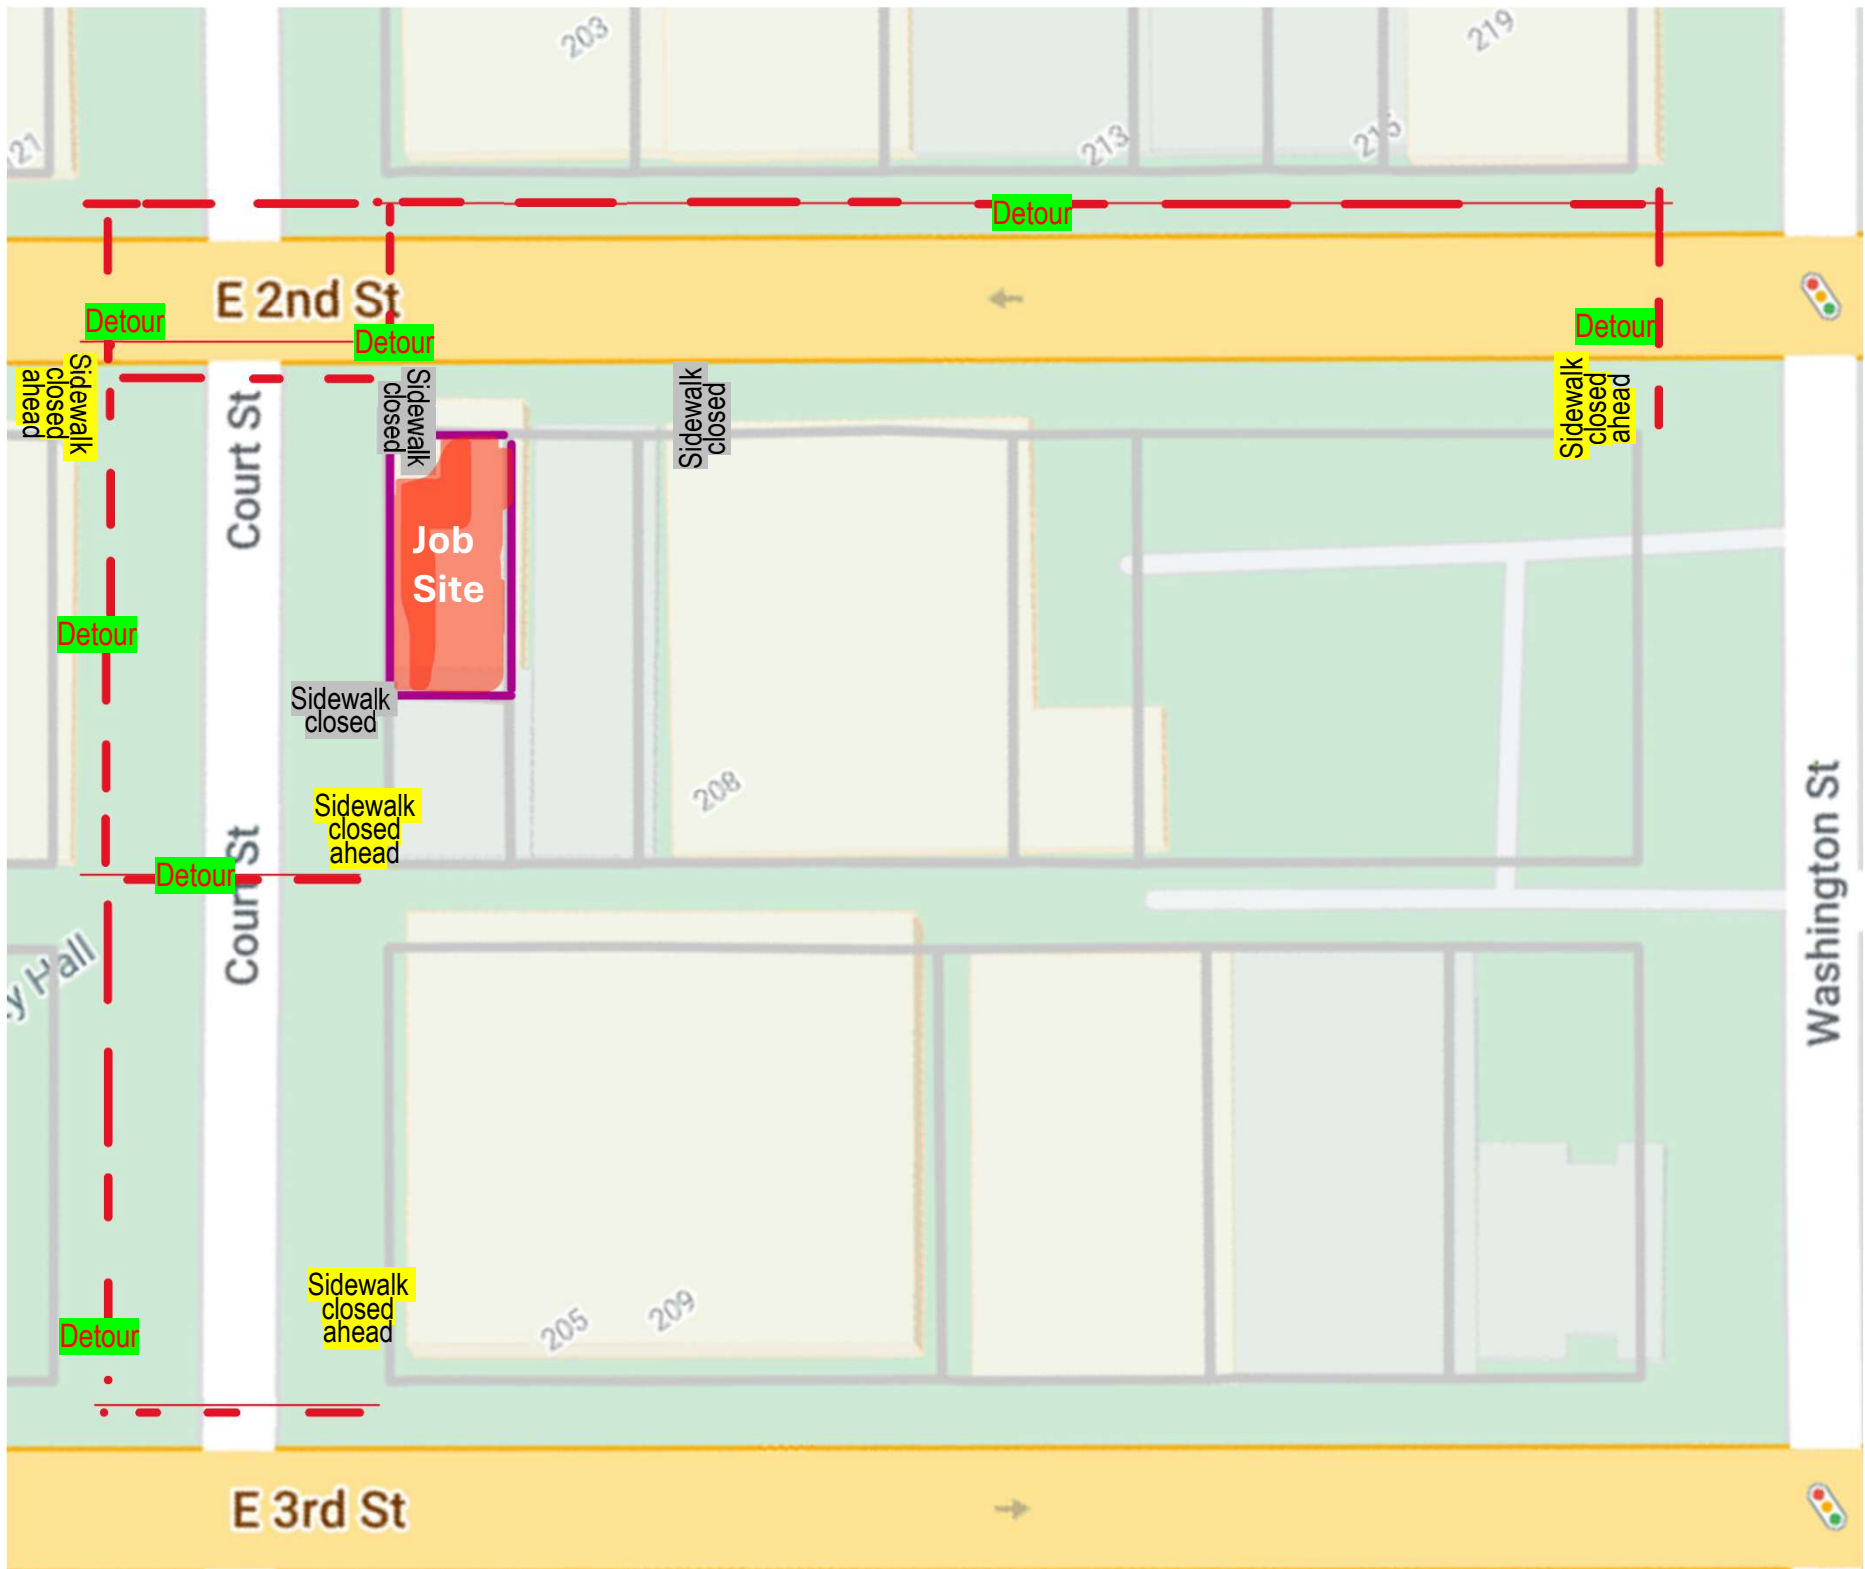 203
219
21
213
215
Detour
E 2nd St
Detour
Detour
Detour
Sidewalk
closed
ahead
Sidewalk
closed
Sidewalk
closed
Sidewalk
closed
ahead
Court St
Job
Site
Detour
Sidewalk
closed
208
Sidewalk
closed
ahead
Detour
Court St
Washington St
y Hall
Sidewalk
closed
ahead
205
209
Detour
E 3rd St